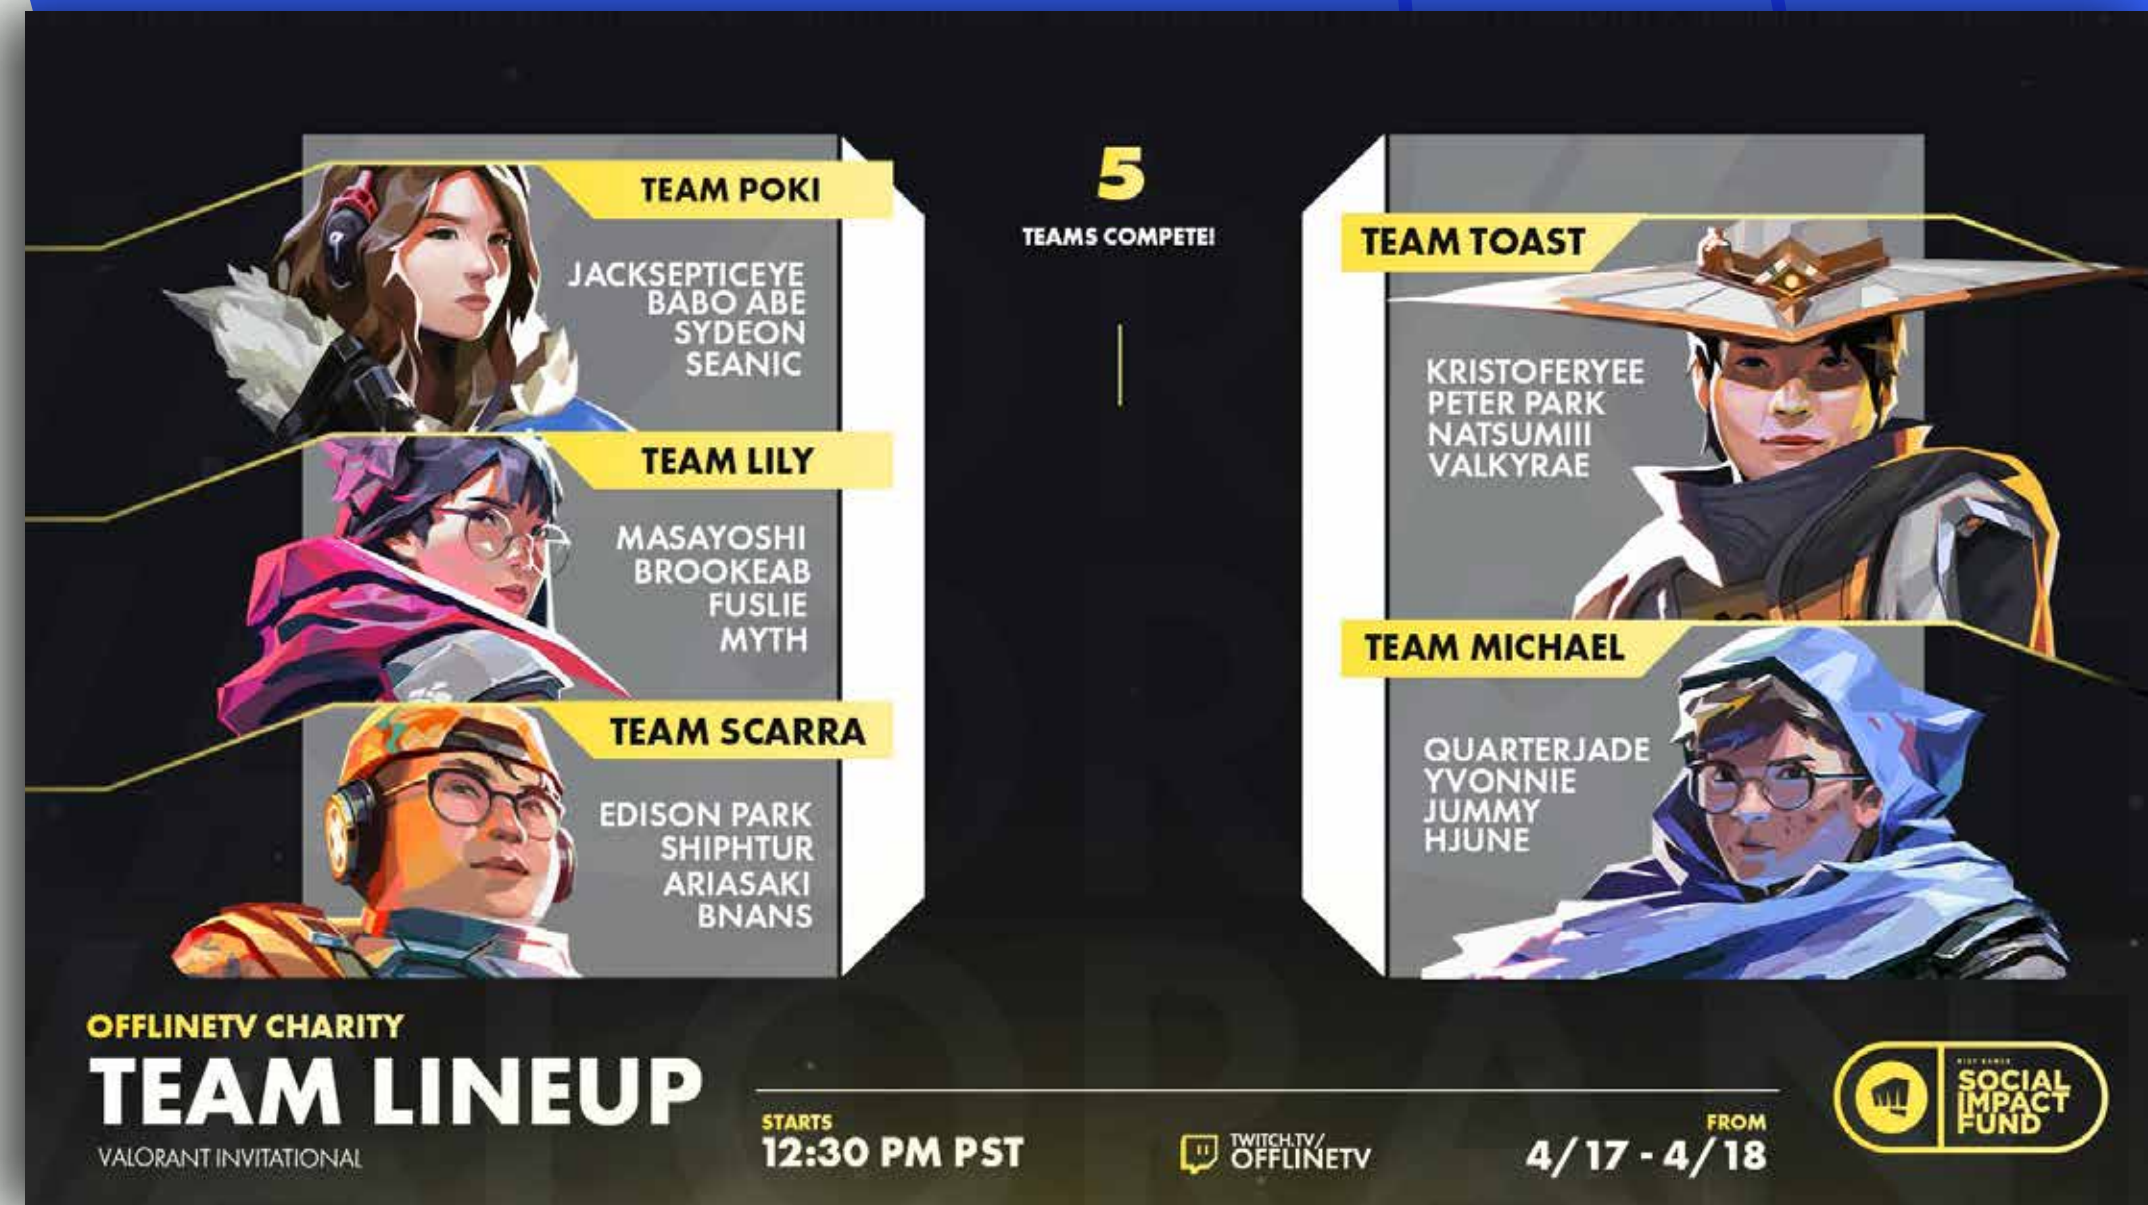 TEAM POKI
JACKSEPTICEYE
BABO ABE
SYDEON
SEANIC
TEAM LILY
MASAYOSHI
BROOKEAB
FUSLIE
MYTH
TEAM SCARRA
EDISON PARK
SHIPHTUR
ARIASAKI
BNANS
5
TEAMS COMPETE!
TEAM TOAST
KRISTOFERYEE
PETER PARK
NATSUMIII
VALKYRAE
TEAM MICHAEL
QUARTERJADE
YVONNIE
JUMMY
HJUNE
OFFLINETV CHARITY
TEAM LINEUP
VALORANT INVITATIONAL
STARTS
12:30 PM PST
TWITCH.TV/
OFFLINETV
FROM
4/17 - 4/18
RIOT GAMES
SOCIAL
IMPACT
FUND